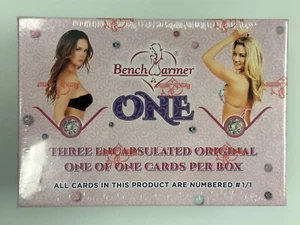 BenchWarmer
ONE
THREE ENCAPSULATED ORIGINAL
ONE OF ONE CARDS PER BOX
ALL CARDS IN THIS PRODUCT ARE NUMBERED #1/1